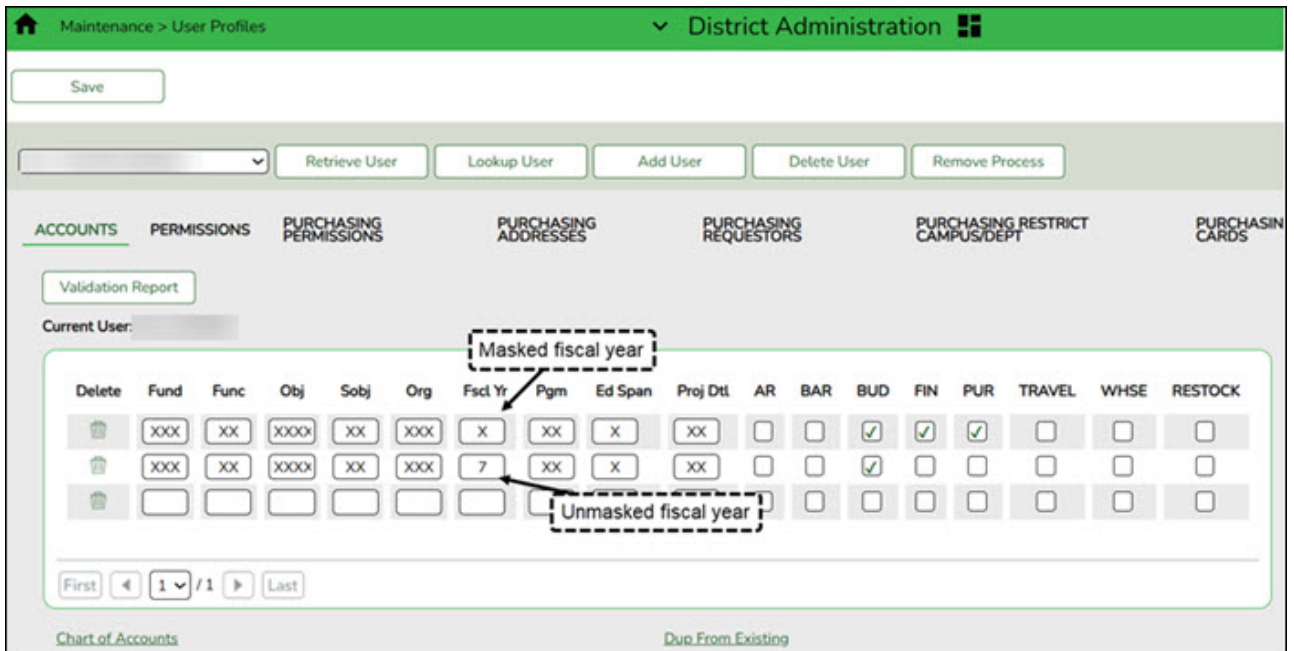 Maintenance > User Profiles
District Administration
Save
Retrieve User Lookup User Add User Delete User Remove Process
ACCOUNTS PERMISSIONS PURCHASING PERMISSIONS PURCHASING ADDRESSES PURCHASING REQUESTORS PURCHASING RESTRICT CAMPUS/DEPT PURCHASIN CARDS
Validation Report
Current User:
Masked fiscal year
Delete Fund Func Obj Sobj Org Fscl Yr Pgm Ed Span Proj Dtl AR BAR BUD FIN PUR TRAVEL WHSE RESTOCK
XXX XX XXXX XX XXX X XX X XX
XXX XX XXXX XX XXX 7 XX X XX
Unmasked fiscal year
First 1 / 1 Last
Chart of Accounts Dup From Existing